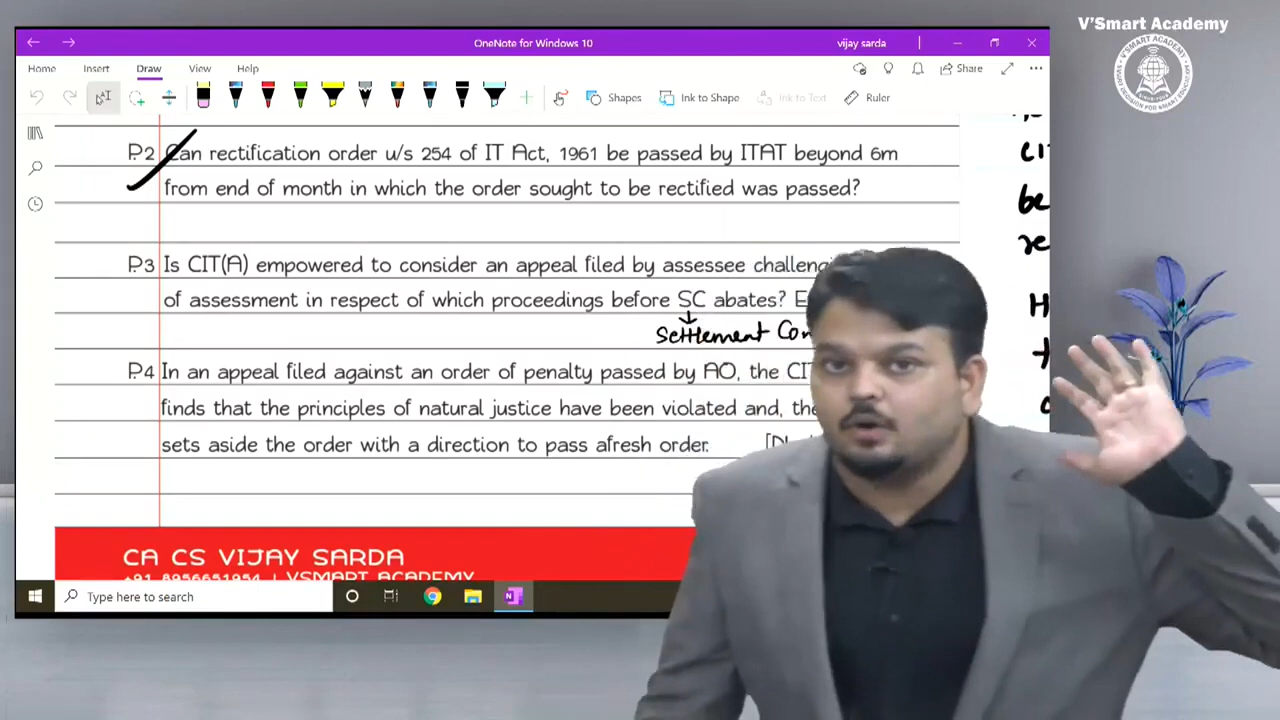 V'Smart Academy
OneNote for Windows 10
vijay sarda
Home Insert Draw View Help
Share
Shapes Ink to Shape Ink to Text Ruler
P.2 Can rectification order u/s 254 of IT Act, 1961 be passed by ITAT beyond 6m
from end of month in which the order sought to be rectified was passed?
be
P.3 Is CIT(A) empowered to consider an appeal filed by assessee
of assessment in respect of which proceedings before SC abates?
Settlement
P.4 In an appeal filed against an order of penalty passed by AO, the
finds that the principles of natural justice have been violated and,
sets aside the order with a direction to pass afresh order.
CA CS VIJAY SARDA
+91 8956651954 | VSMART ACADEMY
Type here to search